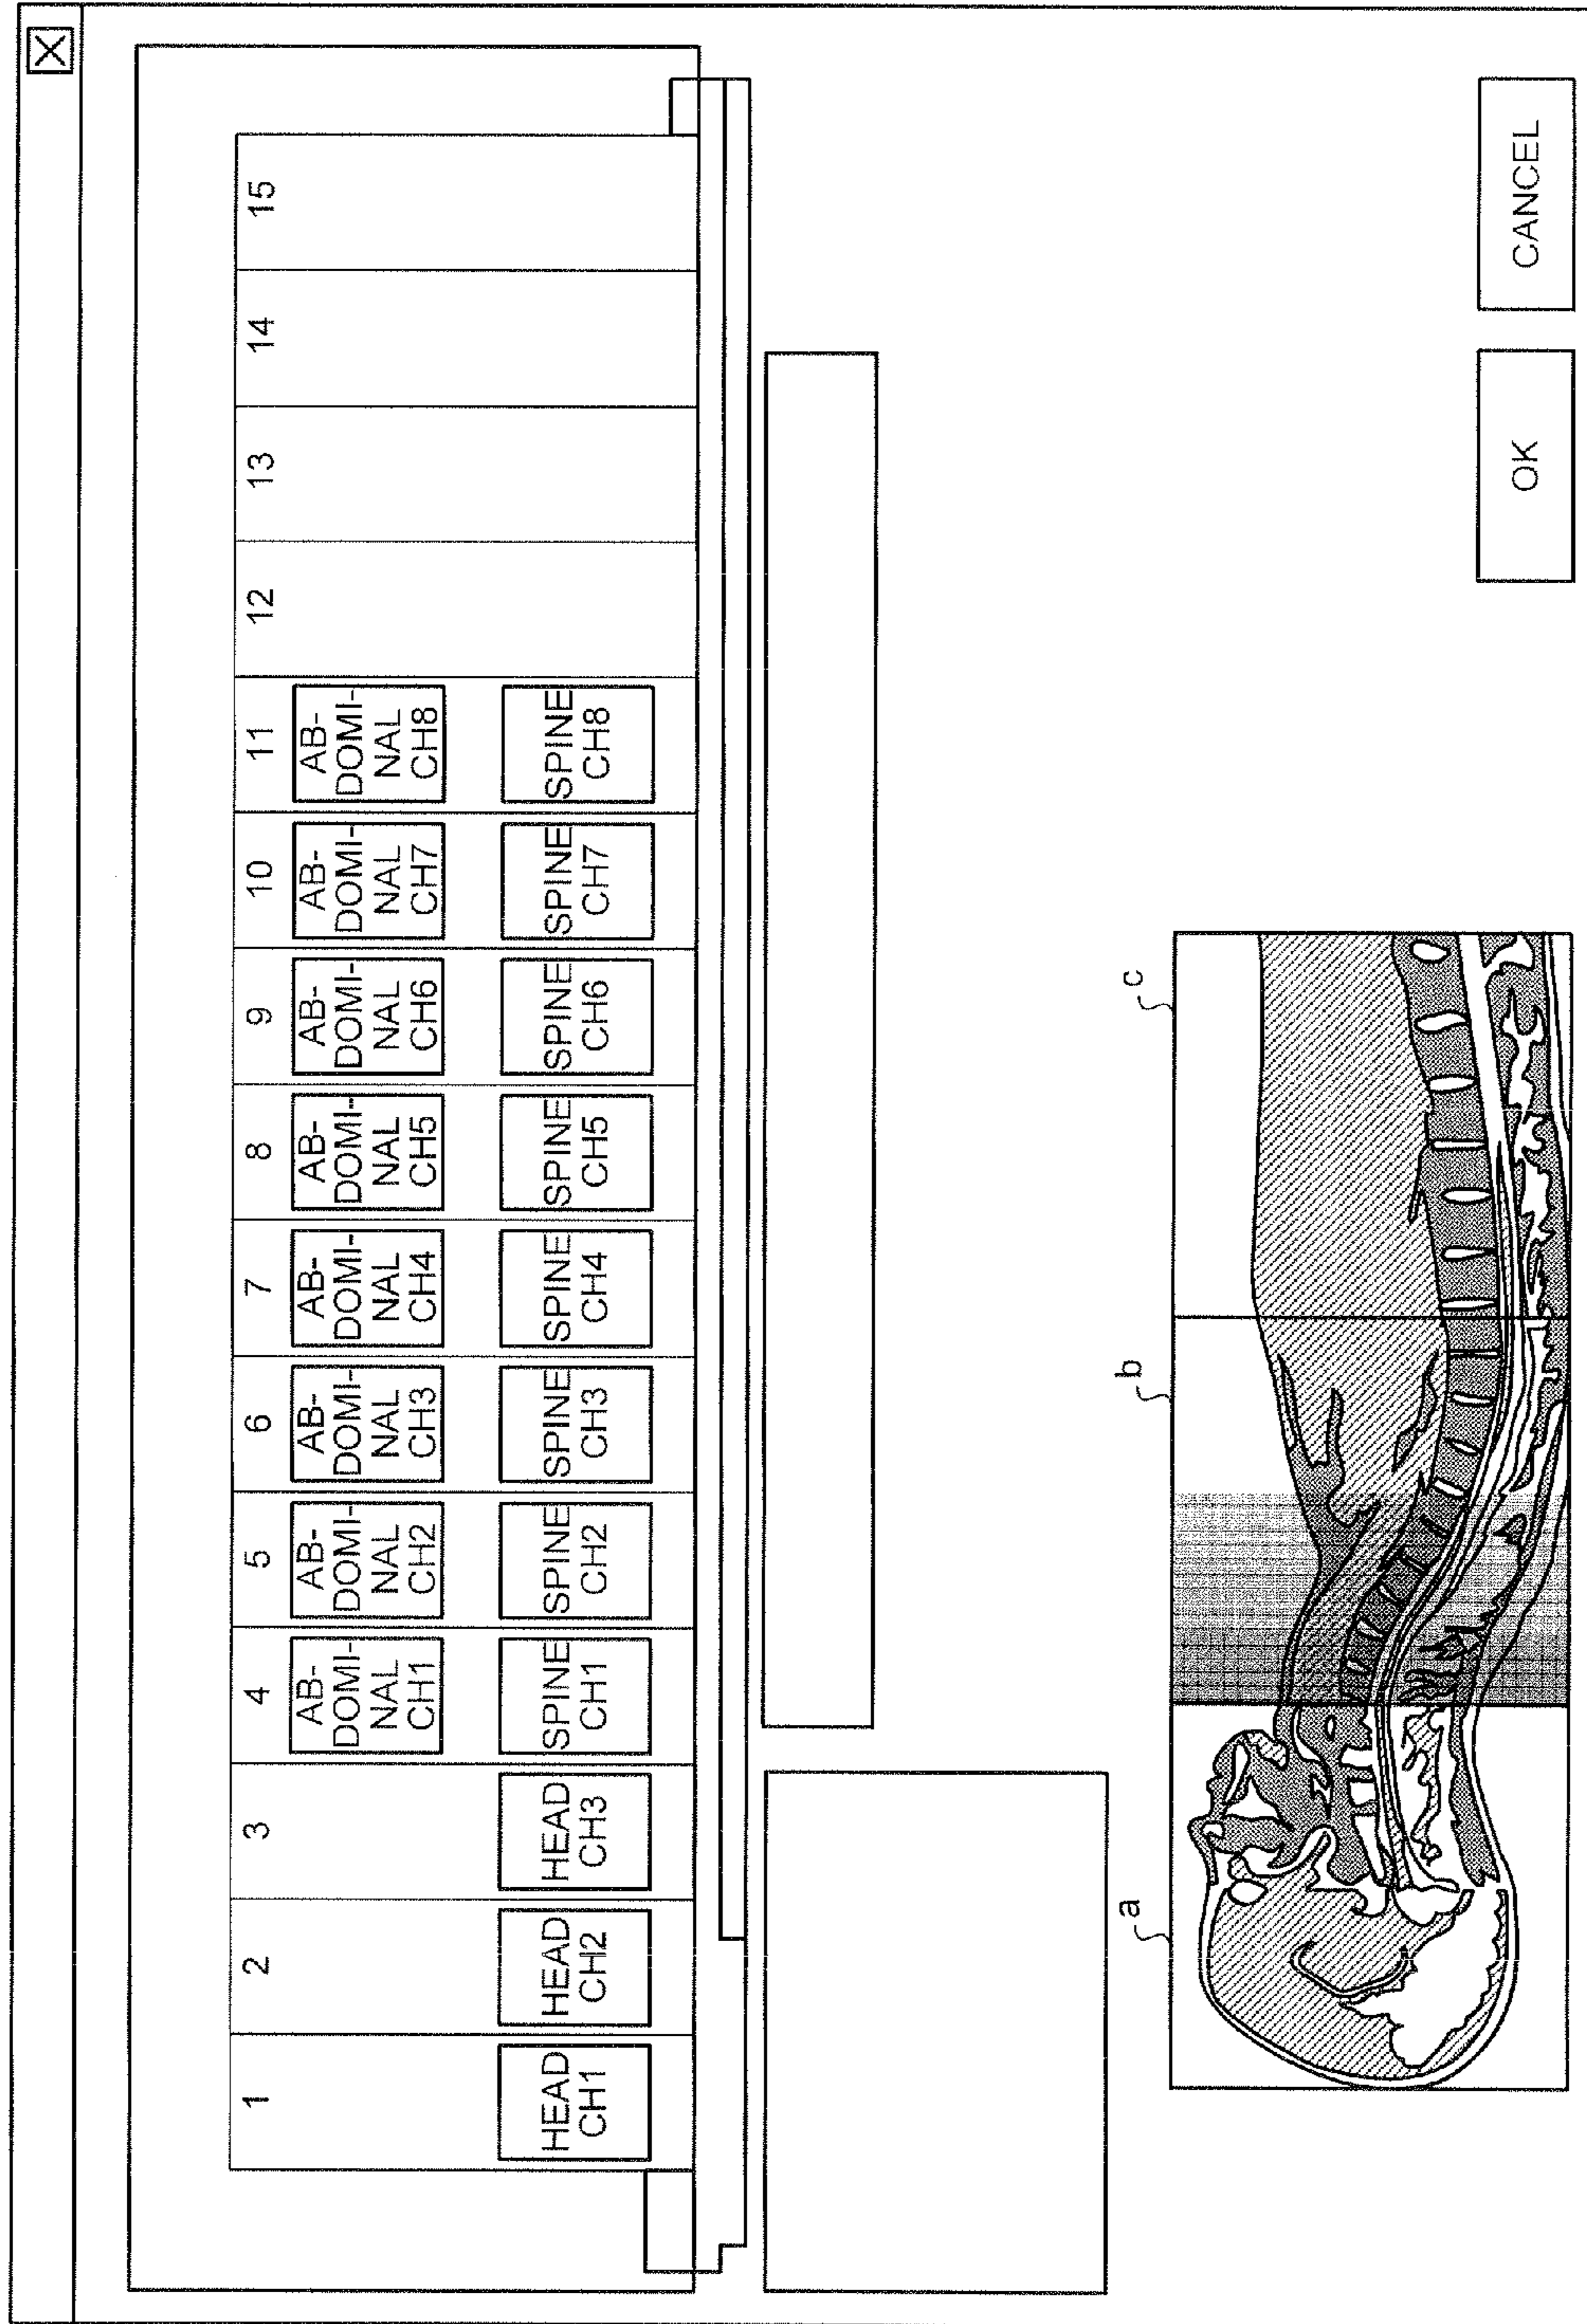 1 2 3 4 5 6 7 8 9 10 11 12 13 14 15
AB-
DOMI-
NAL
CH1
AB-
DOMI-
NAL
CH2
AB-
DOMI-
NAL
CH3
AB-
DOMI-
NAL
CH4
AB-
DOMI-
NAL
CH5
AB-
DOMI-
NAL
CH6
AB-
DOMI-
NAL
CH7
AB-
DOMI-
NAL
CH8
HEAD
CH1
HEAD
CH2
HEAD
CH3
SPINE
CH1
SPINE
CH2
SPINE
CH3
SPINE
CH4
SPINE
CH5
SPINE
CH6
SPINE
CH7
SPINE
CH8
a
b
c
OK
CANCEL